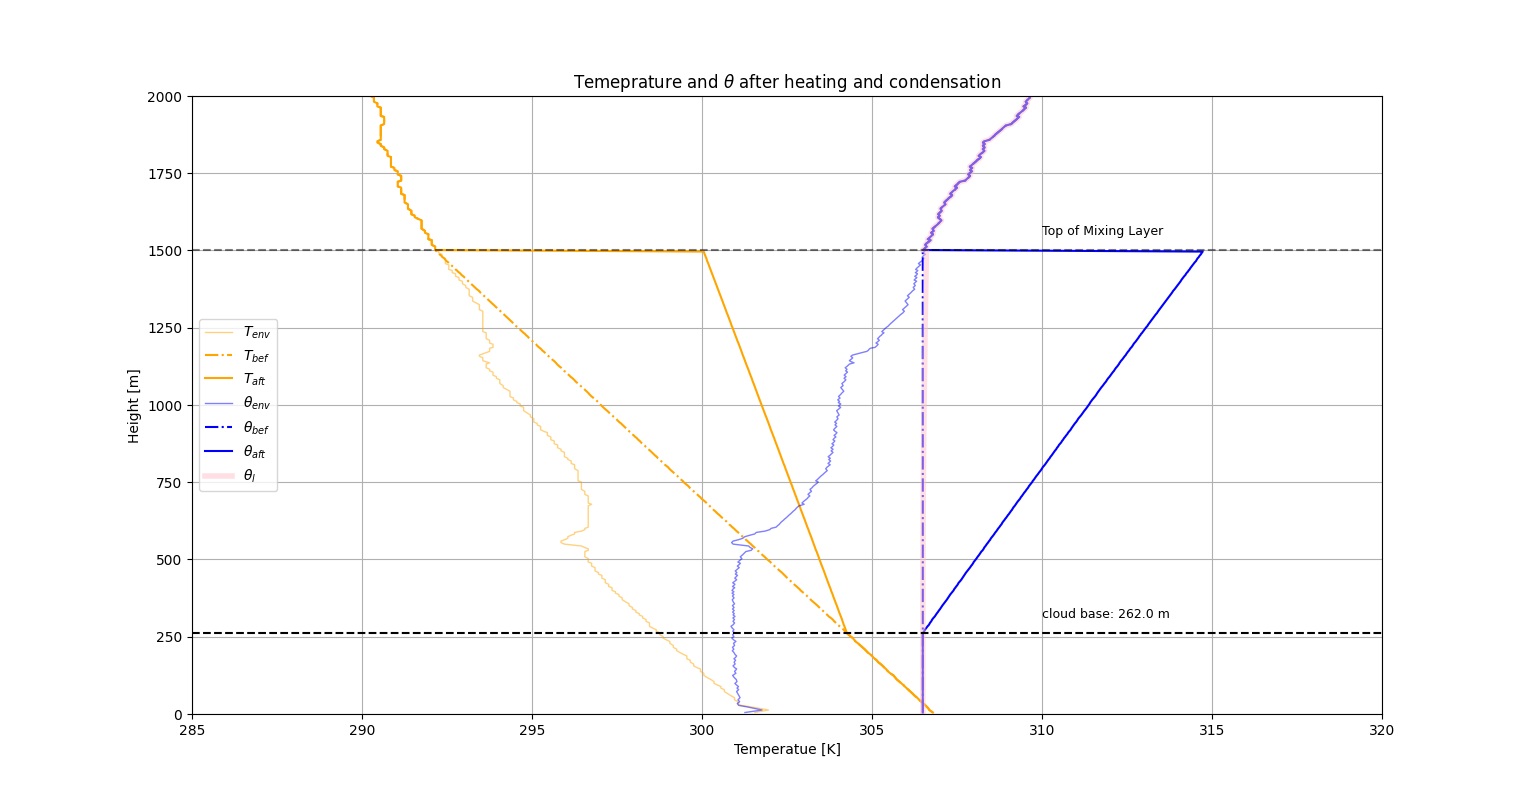 Temeprature and θ after heating and condensation
2000
1750
1500
1250
1000
750
500
250
0
Height [m]
Top of Mixing Layer
T_env
T_bef
T_aft
θ_env
θ_bef
θ_aft
θ_l
cloud base: 262.0 m
285 290 295 300 305 310 315 320
Temperatue [K]